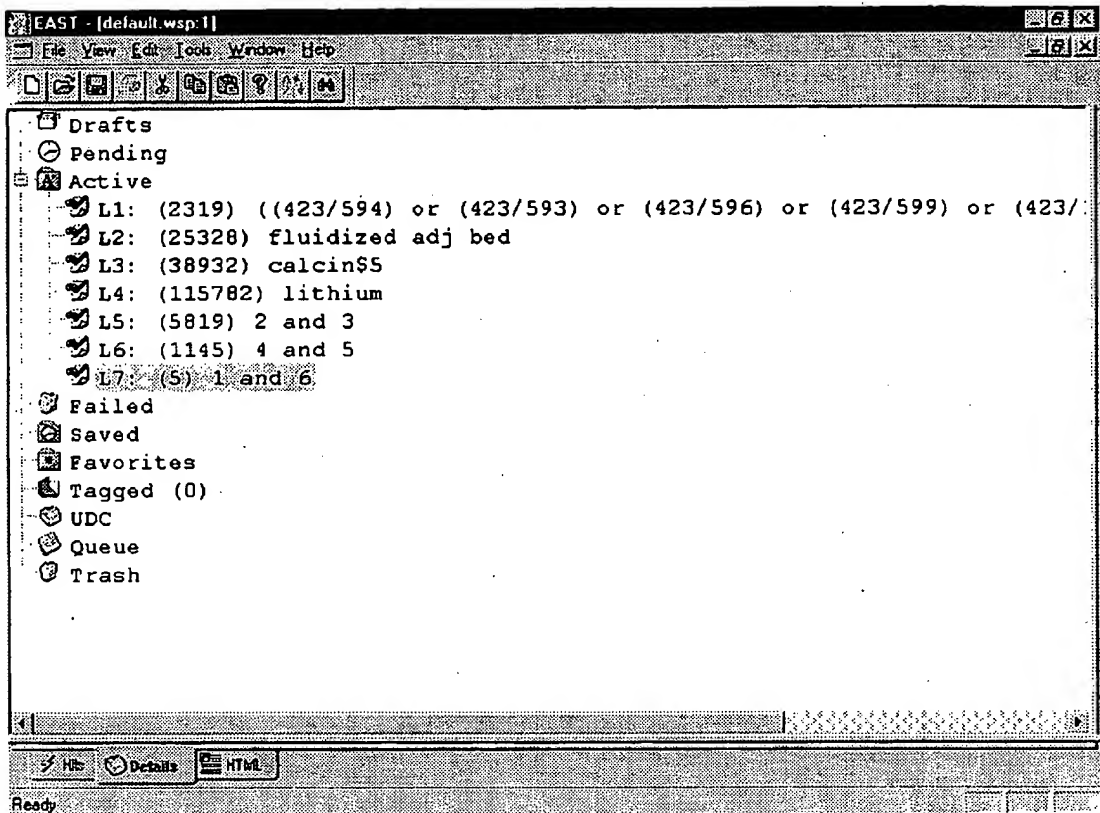 EAST - [default.wsp:1]
File View Edit Tools Window Help
Drafts
Pending
Active
L1: (2319) ((423/594) or (423/593) or (423/596) or (423/599) or (423/
L2: (25328) fluidized adj bed
L3: (38932) calcin$5
L4: (115782) lithium
L5: (5819) 2 and 3
L6: (1145) 4 and 5
L7: (5) 1 and 6
Failed
Saved
Favorites
Tagged (0)
UDC
Queue
Trash
Hits Details HTML
Ready